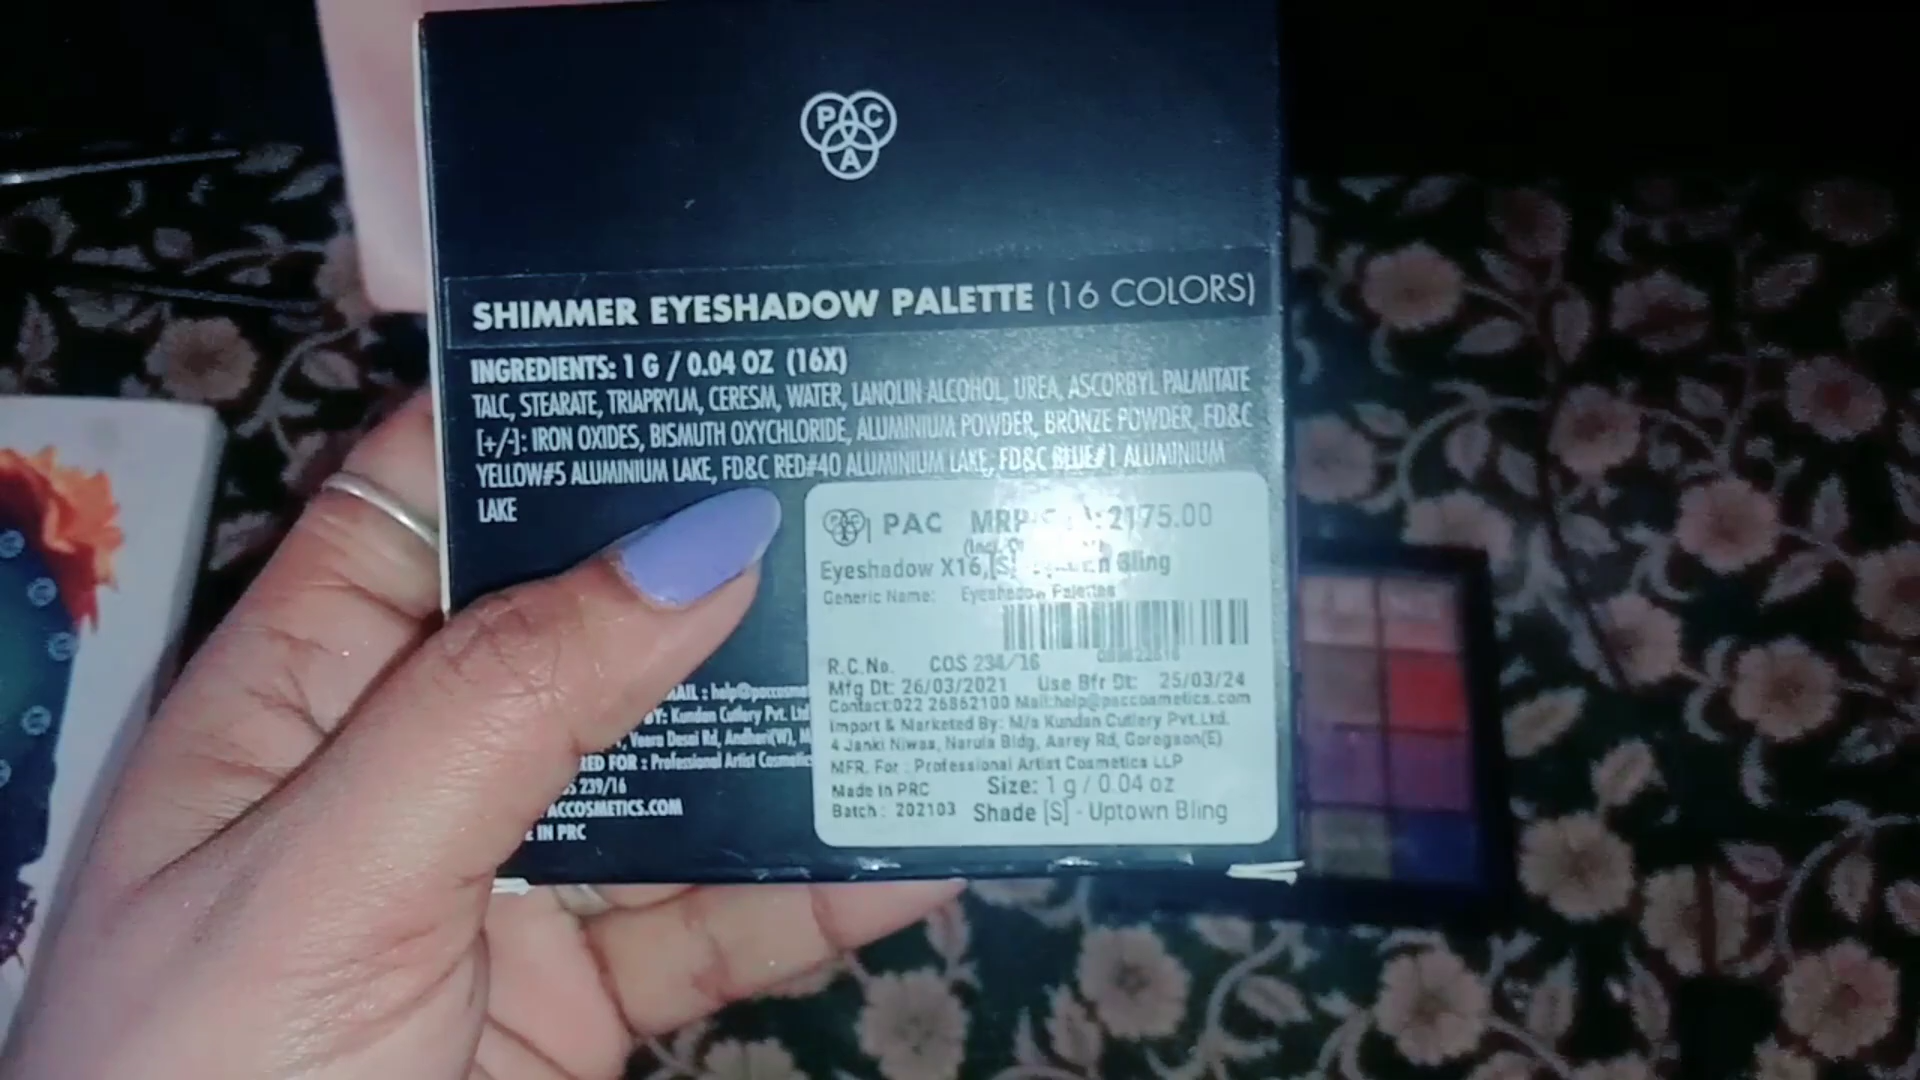 PAC
A
SHIMMER EYESHADOW PALETTE (16 COLORS)
INGREDIENTS: 1 G / 0.04 OZ (16X)
TALC, STEARATE, TRIAPRYLM, CERESM, WATER, LANOLIN ALCOHOL, UREA, ASCORBYL PALMITATE
[+/-]: IRON OXIDES, BISMUTH OXYCHLORIDE, ALUMINIUM POWDER, BRONZE POWDER, FD&C
YELLOW#5 ALUMINIUM LAKE, FD&C RED#40 ALUMINIUM LAKE, FD&C BLUE#1 ALUMINIUM
LAKE
: help@paccosme
BY: Kundan Cutlery Pvt. Ltd
, Veera Desai Rd, Andheri(W), M
RED FOR : Professional Artist Cosmetics
239/16
ACCOSMETICS.COM
IN PRC
PAC MRP 2175.00
Eyeshadow X16,[S] Bling
Generic Name: Eyeshadow Palettes
R.C.No. COS 234/16
Mfg Dt: 26/03/2021 Use Bfr Dt: 25/03/24
Contact:022 26862100 Mail:help@paccosmetics.com
Import & Marketed By: M/s Kundan Cutlery Pvt.Ltd.
4 Janki Niwas, Narula Bldg, Aarey Rd, Goregaon(E)
MFR. For : Professional Artist Cosmetics LLP
Made In PRC Size: 1 g / 0.04 oz
Batch : 202103 Shade [S] - Uptown Bling